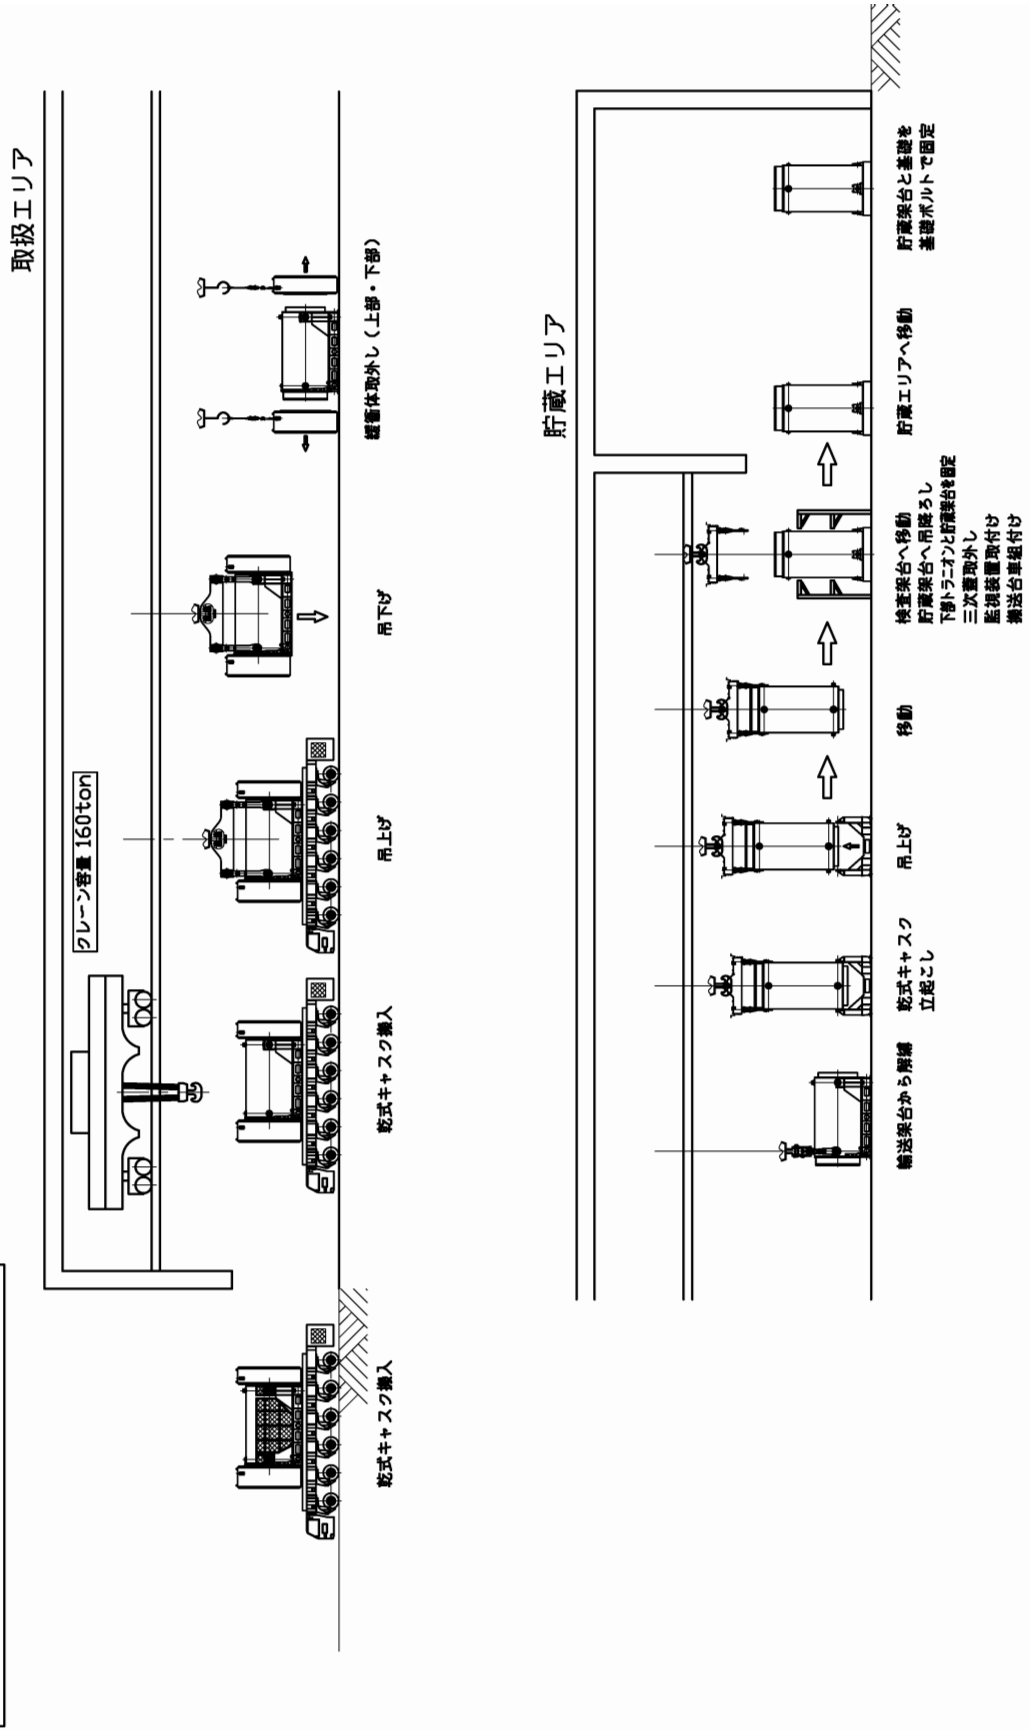 取扱エリア
クレーン容量 160ton
乾式キャスク搬入
乾式キャスク搬入
吊上げ
吊下げ
緩衝体取外し(上部・下部)
貯蔵エリア
輸送架台から解縛
乾式キャスク
立起こし
吊上げ
移動
検査架台へ移動
貯蔵架台へ吊降ろし
下部トラニオンと貯蔵架台を固定
三次蓋取外し
監視装置取付け
搬送台車組付け
貯蔵エリアへ移動
貯蔵架台と基礎を
基礎ボルトで固定